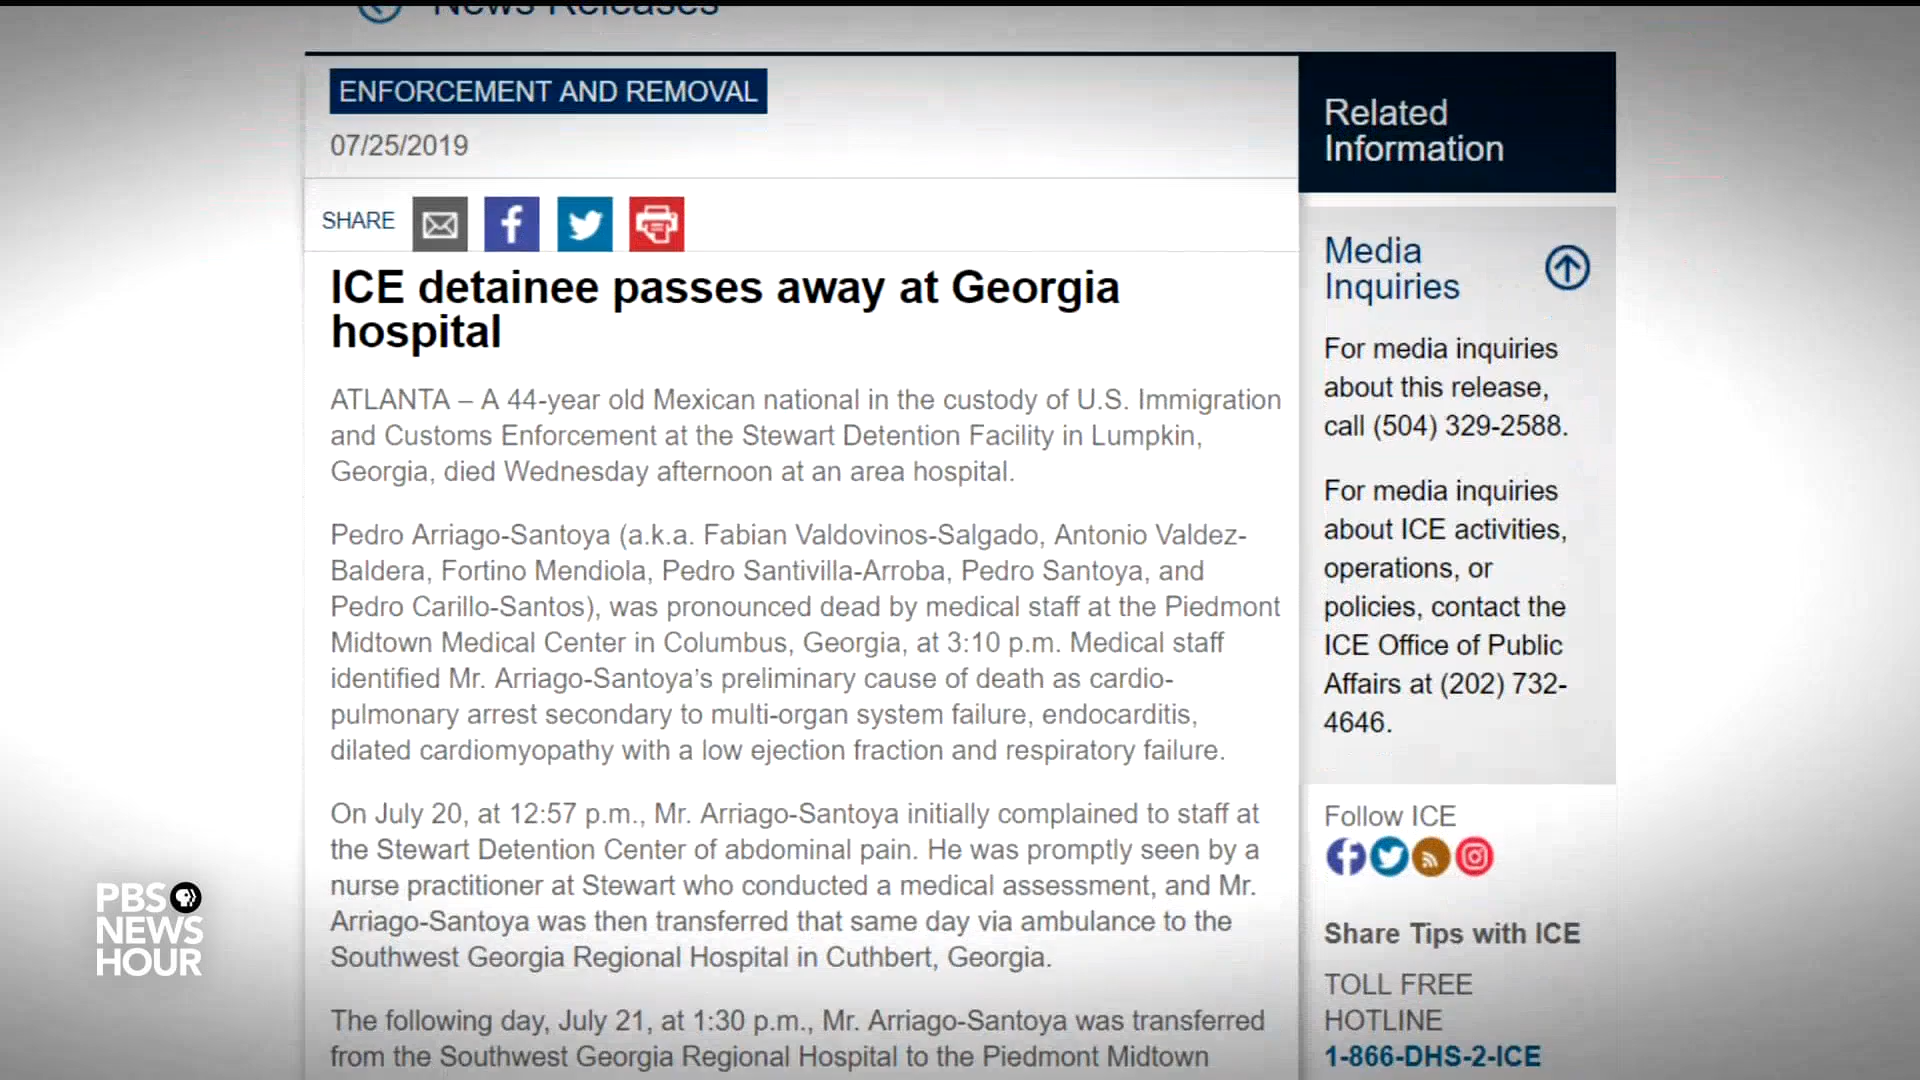 News Releases
ENFORCEMENT AND REMOVAL
07/25/2019
SHARE
ICE detainee passes away at Georgia
hospital
ATLANTA – A 44-year old Mexican national in the custody of U.S. Immigration
and Customs Enforcement at the Stewart Detention Facility in Lumpkin,
Georgia, died Wednesday afternoon at an area hospital.
Pedro Arriago-Santoya (a.k.a. Fabian Valdovinos-Salgado, Antonio Valdez-
Baldera, Fortino Mendiola, Pedro Santivilla-Arroba, Pedro Santoya, and
Pedro Carillo-Santos), was pronounced dead by medical staff at the Piedmont
Midtown Medical Center in Columbus, Georgia, at 3:10 p.m. Medical staff
identified Mr. Arriago-Santoya’s preliminary cause of death as cardio-
pulmonary arrest secondary to multi-organ system failure, endocarditis,
dilated cardiomyopathy with a low ejection fraction and respiratory failure.
On July 20, at 12:57 p.m., Mr. Arriago-Santoya initially complained to staff at
the Stewart Detention Center of abdominal pain. He was promptly seen by a
nurse practitioner at Stewart who conducted a medical assessment, and Mr.
Arriago-Santoya was then transferred that same day via ambulance to the
Southwest Georgia Regional Hospital in Cuthbert, Georgia.
The following day, July 21, at 1:30 p.m., Mr. Arriago-Santoya was transferred
from the Southwest Georgia Regional Hospital to the Piedmont Midtown
Related
Information
Media
Inquiries
For media inquiries
about this release,
call (504) 329-2588.
For media inquiries
about ICE activities,
operations, or
policies, contact the
ICE Office of Public
Affairs at (202) 732-
4646.
Follow ICE
Share Tips with ICE
TOLL FREE
HOTLINE
1-866-DHS-2-ICE
PBS
NEWS
HOUR